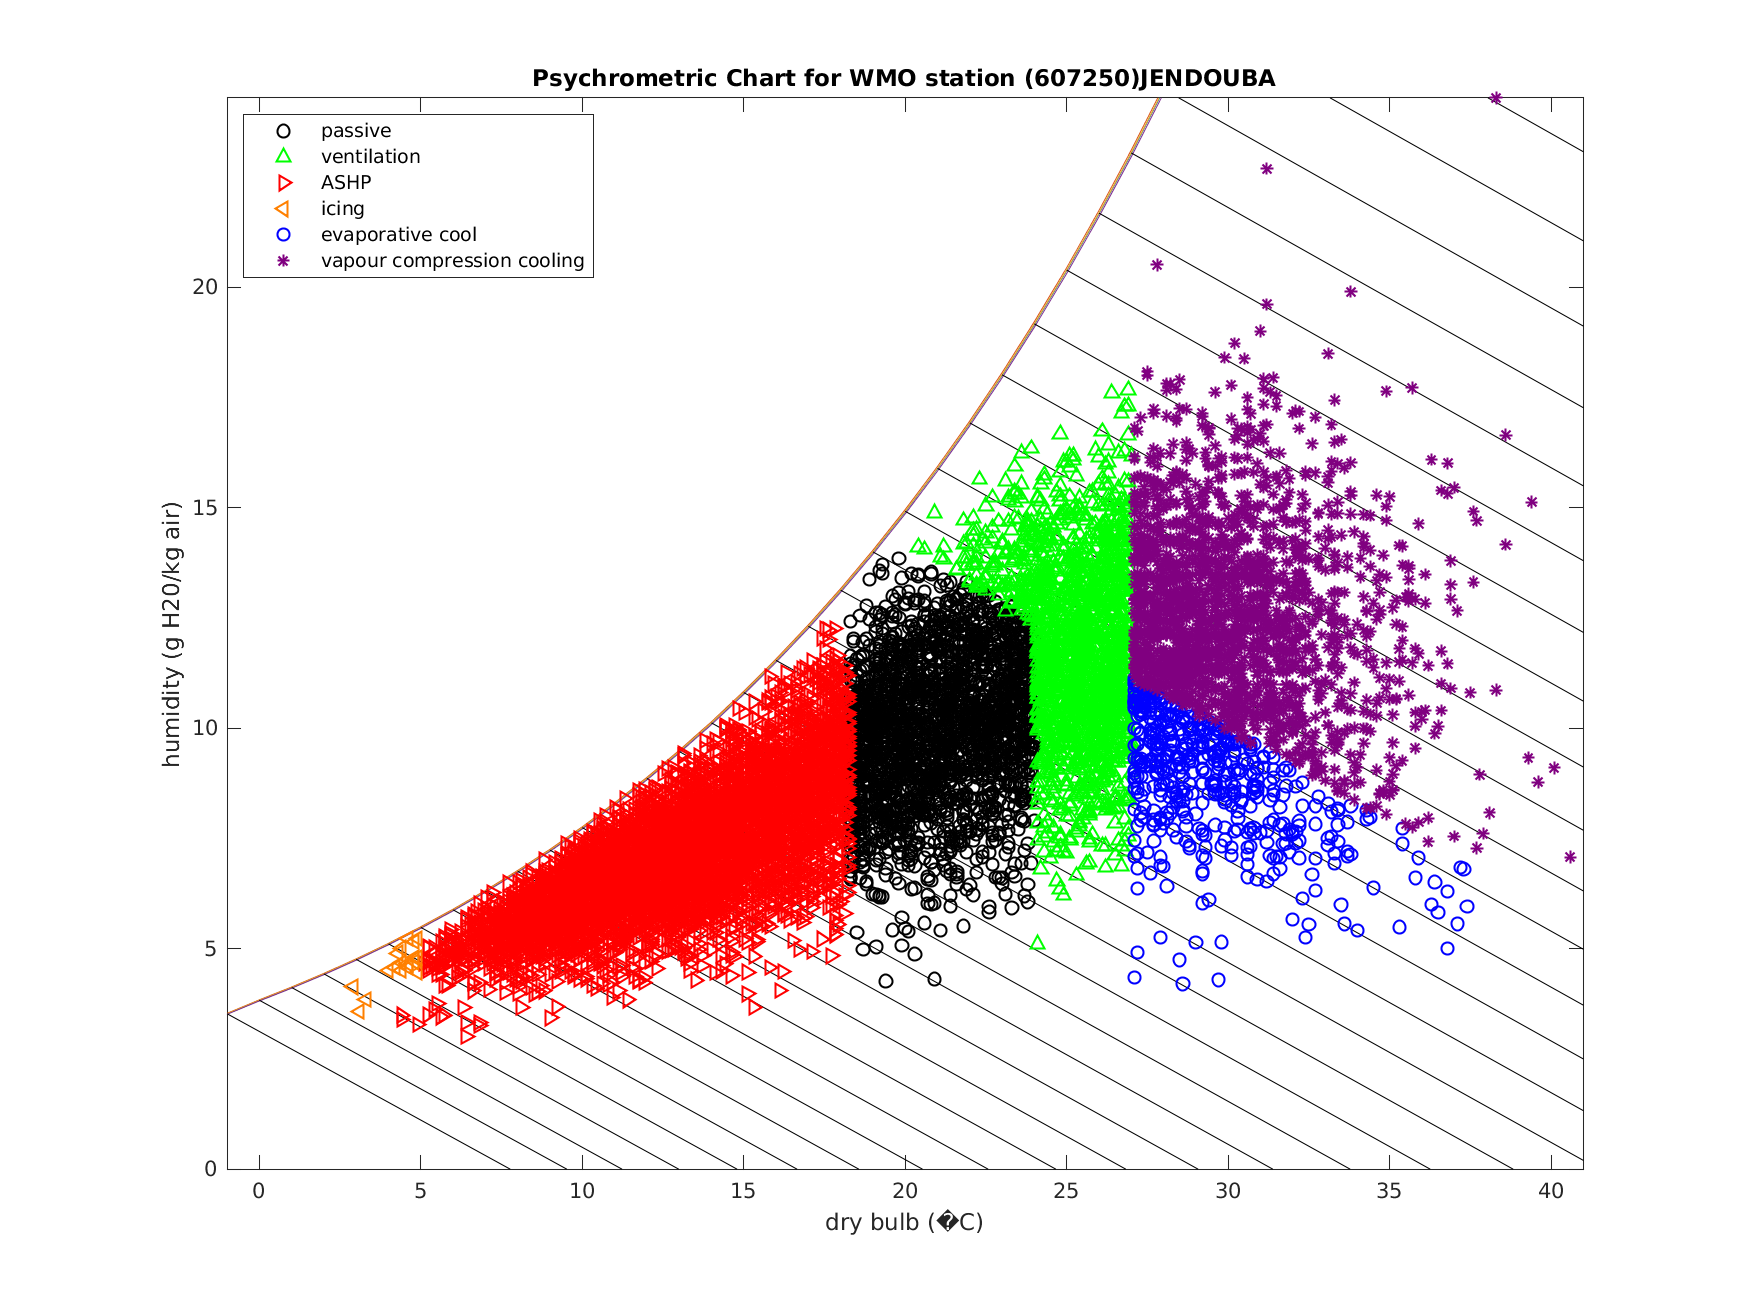 Psychrometric Chart for WMO station (607250)JENDOUBA
passive
ventilation
ASHP
icing
evaporative cool
vapour compression cooling
humidity (g H20/kg air)
20
15
10
5
0
0 5 10 15 20 25 30 35 40
dry bulb (�C)